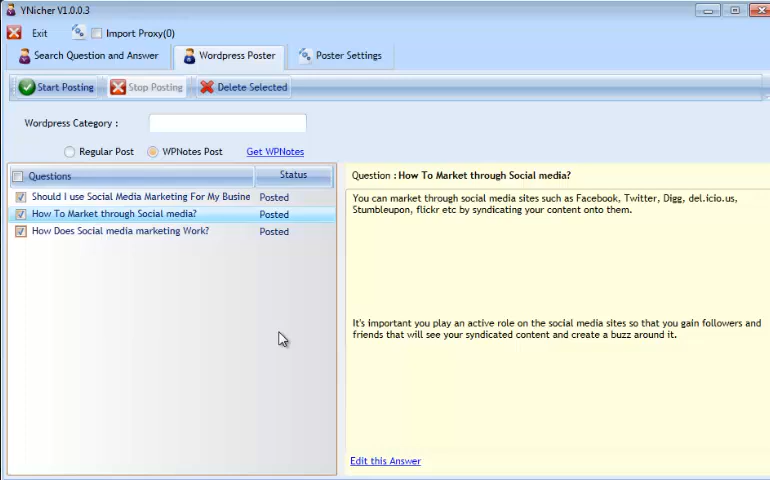 YNicher V1.0.0.3
Exit
Import Proxy(0)
Search Question and Answer
Wordpress Poster
Poster Settings
Start Posting
Stop Posting
Delete Selected
Wordpress Category :
Regular Post
WPNotes Post
Get WPNotes
Questions
Status
Should I use Social Media Marketing For My Busine
Posted
How To Market through Social media?
Posted
How Does Social media marketing Work?
Posted
Question : How To Market through Social media?
You can market through social media sites such as Facebook, Twitter, Digg, del.icio.us,
Stumbleupon, flickr etc by syndicating your content onto them.
It's important you play an active role on the social media sites so that you gain followers and
friends that will see your syndicated content and create a buzz around it.
Edit this Answer